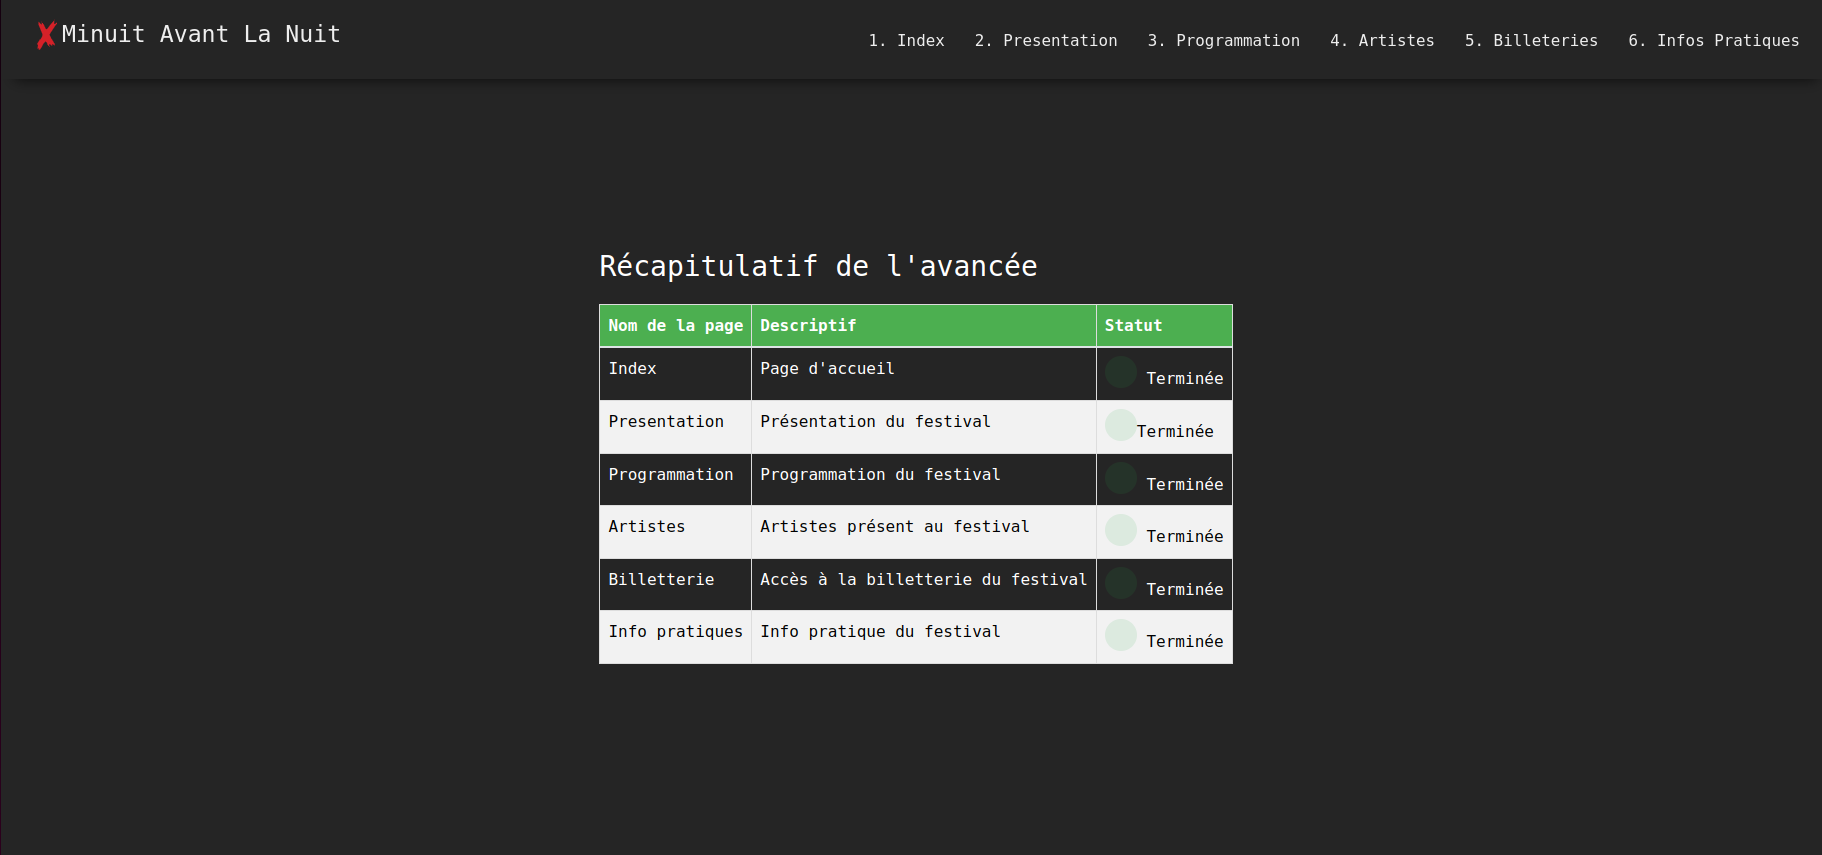 Minuit Avant La Nuit
1. Index 2. Presentation 3. Programmation 4. Artistes 5. Billeteries 6. Infos Pratiques
Récapitulatif de l'avancée
Nom de la page Descriptif Statut
Index Page d'accueil Terminée
Presentation Présentation du festival Terminée
Programmation Programmation du festival Terminée
Artistes Artistes présent au festival Terminée
Billetterie Accès à la billetterie du festival Terminée
Info pratiques Info pratique du festival Terminée